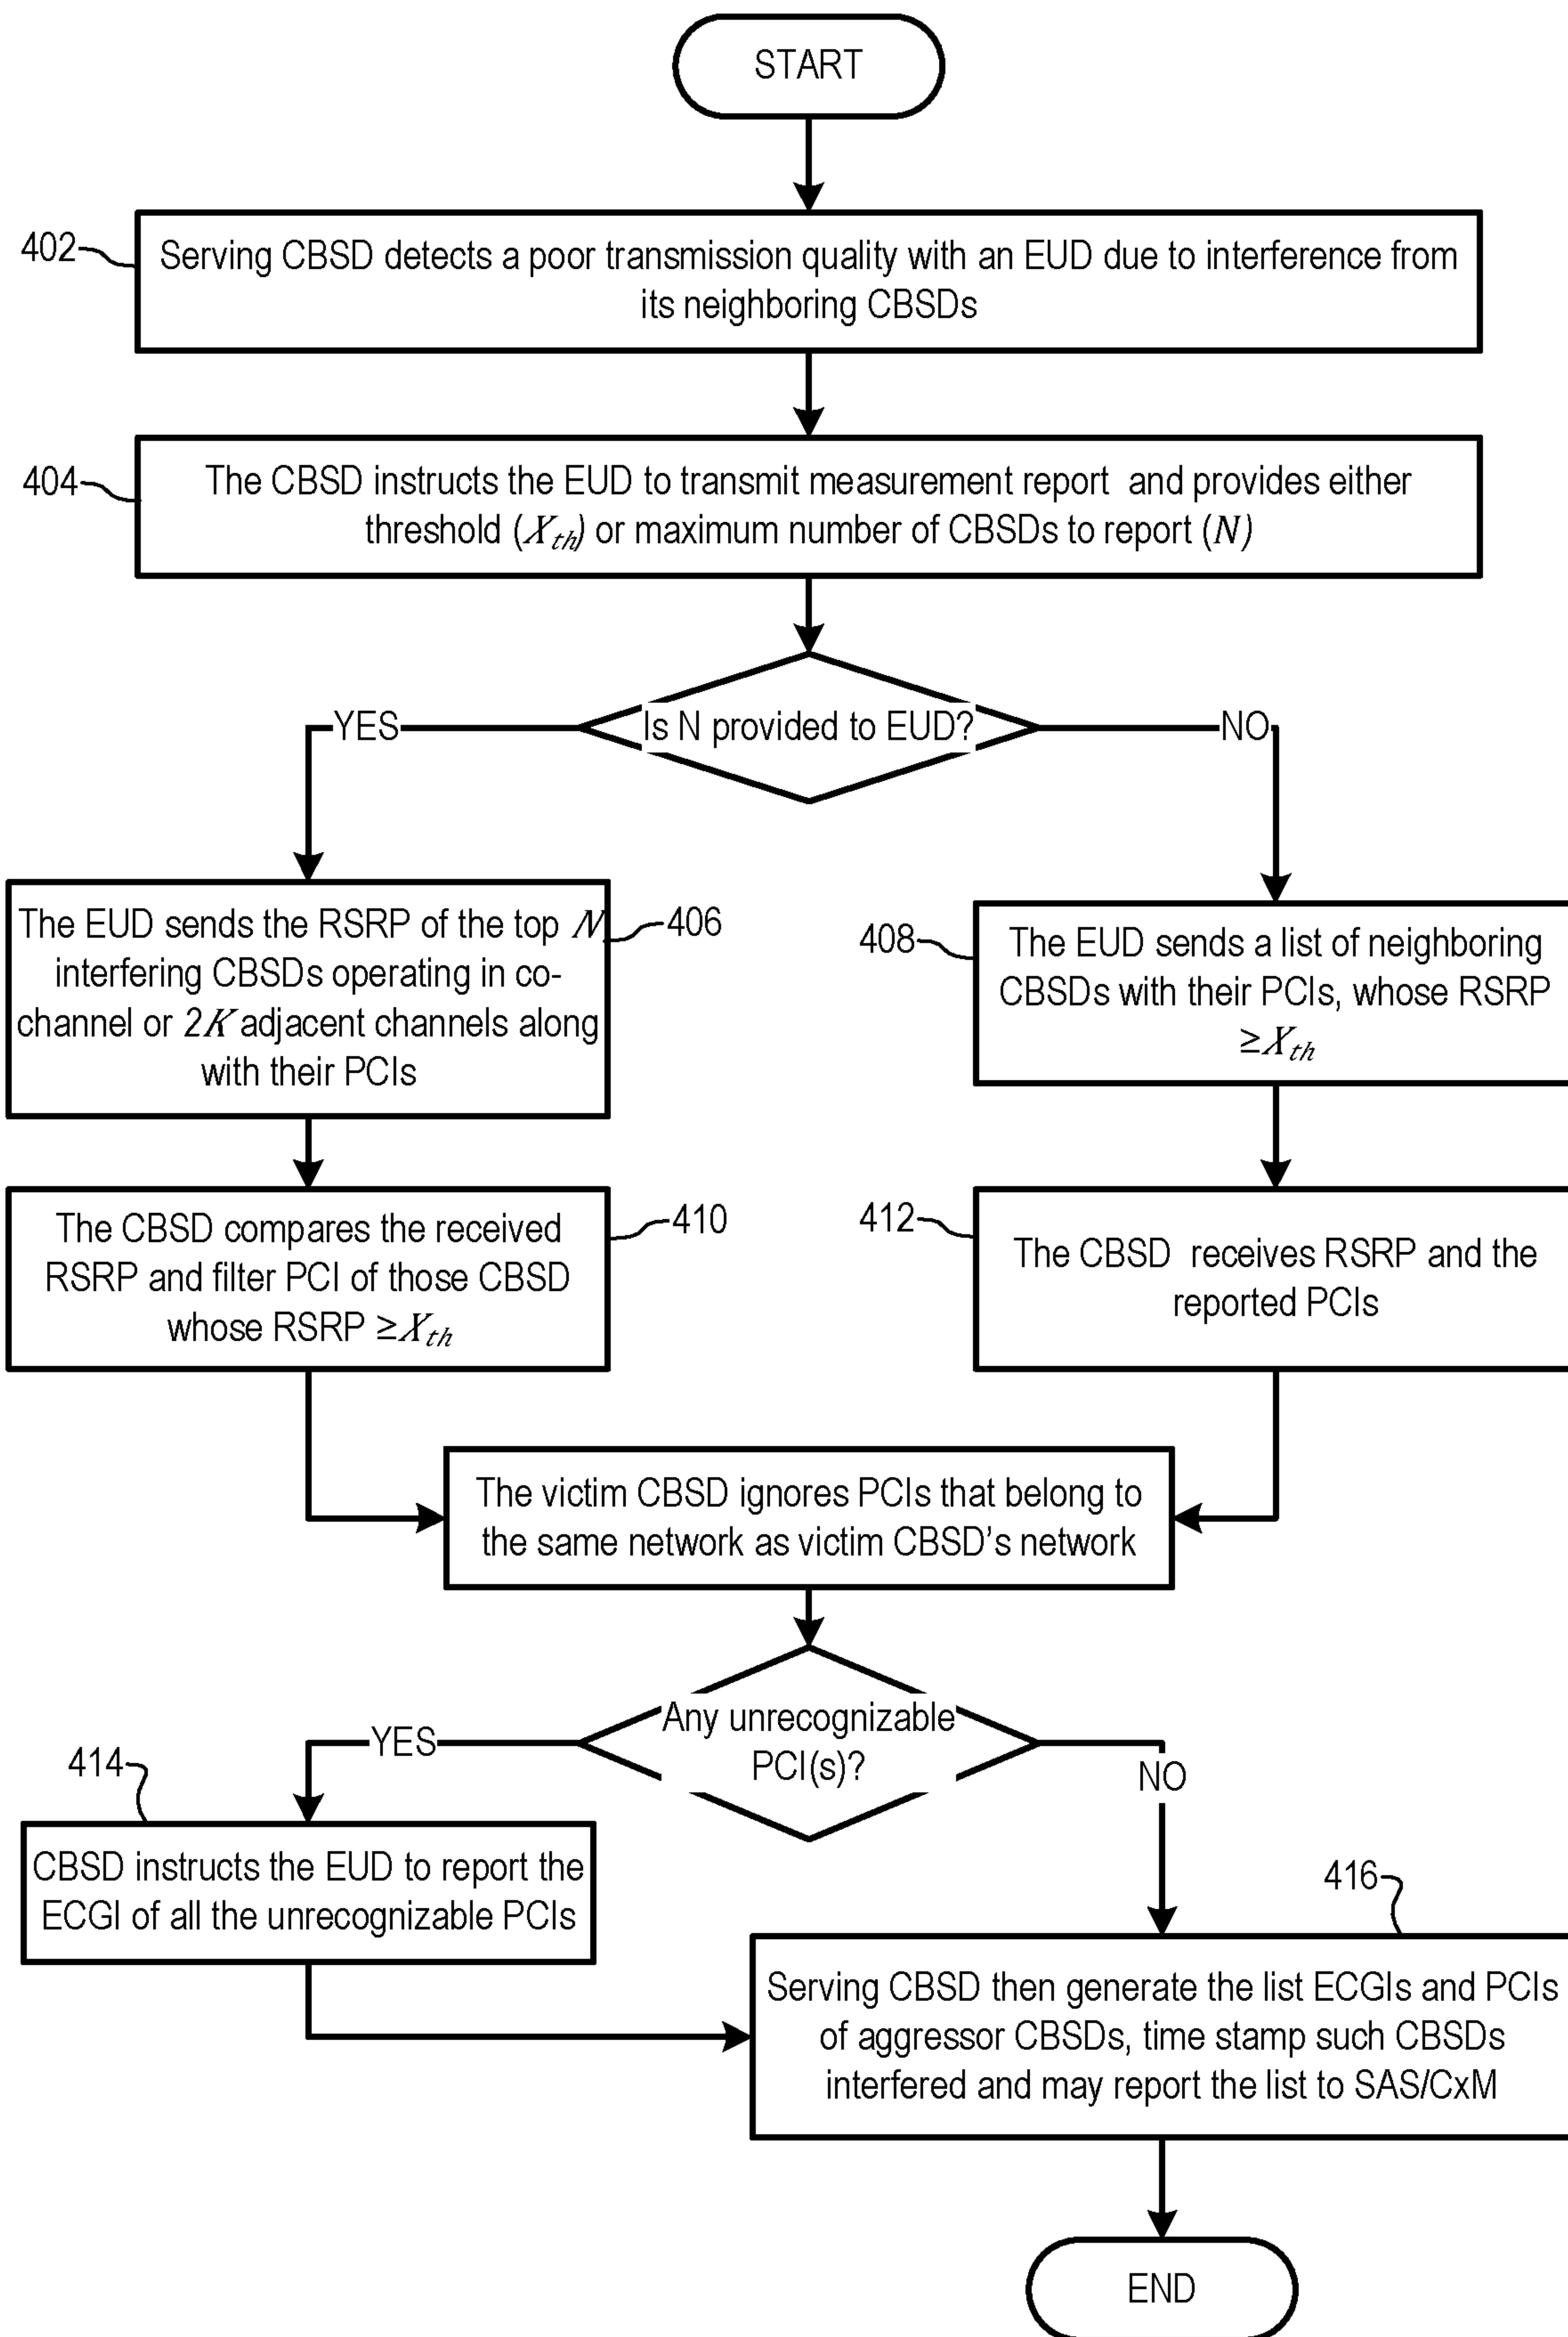 START
402
Serving CBSD detects a poor transmission quality with an EUD due to interference from
its neighboring CBSDs
404
The CBSD instructs the EUD to transmit measurement report and provides either
threshold (Xth) or maximum number of CBSDs to report (N)
Is N provided to EUD?
YES
NO
The EUD sends the RSRP of the top N
interfering CBSDs operating in co-
channel or 2K adjacent channels along
with their PCIs
406
408
The EUD sends a list of neighboring
CBSDs with their PCIs, whose RSRP
≥Xth
The CBSD compares the received
RSRP and filter PCI of those CBSD
whose RSRP ≥Xth
410
412
The CBSD receives RSRP and the
reported PCIs
The victim CBSD ignores PCIs that belong to
the same network as victim CBSD's network
Any unrecognizable
PCI(s)?
YES
NO
414
CBSD instructs the EUD to report the
ECGI of all the unrecognizable PCIs
416
Serving CBSD then generate the list ECGIs and PCIs
of aggressor CBSDs, time stamp such CBSDs
interfered and may report the list to SAS/CxM
END